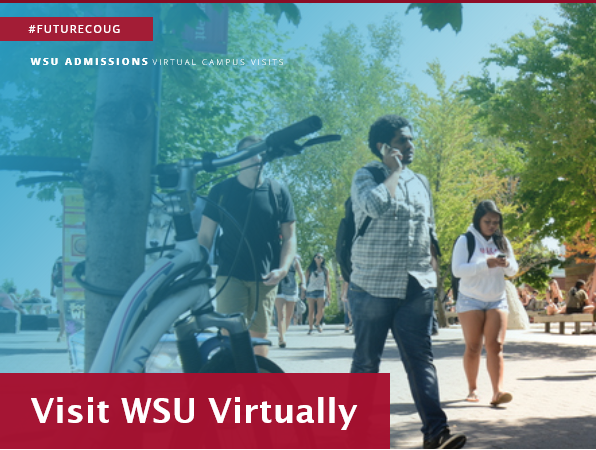 #FUTURECOUG
WSU ADMISSIONS VIRTUAL CAMPUS VISITS
Visit WSU Virtually